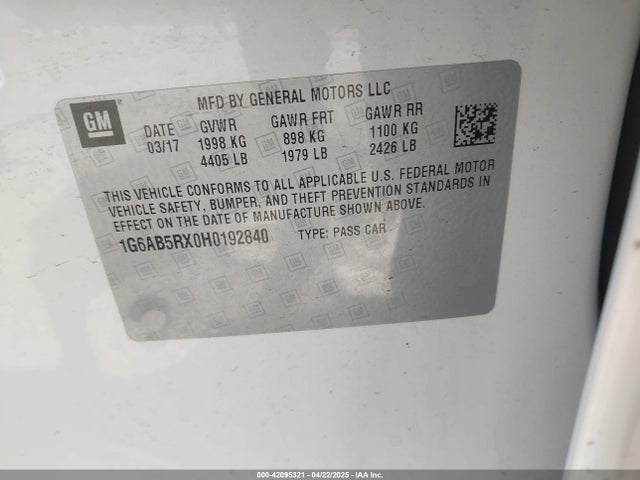 GM
MFD BY GENERAL MOTORS LLC
DATE GVWR GAWR FRT GAWR RR
03/17 1998 KG 898 KG 1100 KG
4405 LB 1979 LB 2426 LB
THIS VEHICLE CONFORMS TO ALL APPLICABLE U.S. FEDERAL MOTOR
VEHICLE SAFETY, BUMPER, AND THEFT PREVENTION STANDARDS IN
EFFECT ON THE DATE OF MANUFACTURE SHOWN ABOVE.
1G6AB5RX0H0192840 TYPE: PASS CAR
000-42095321 - 04/22/2025 - IAAI Inc.